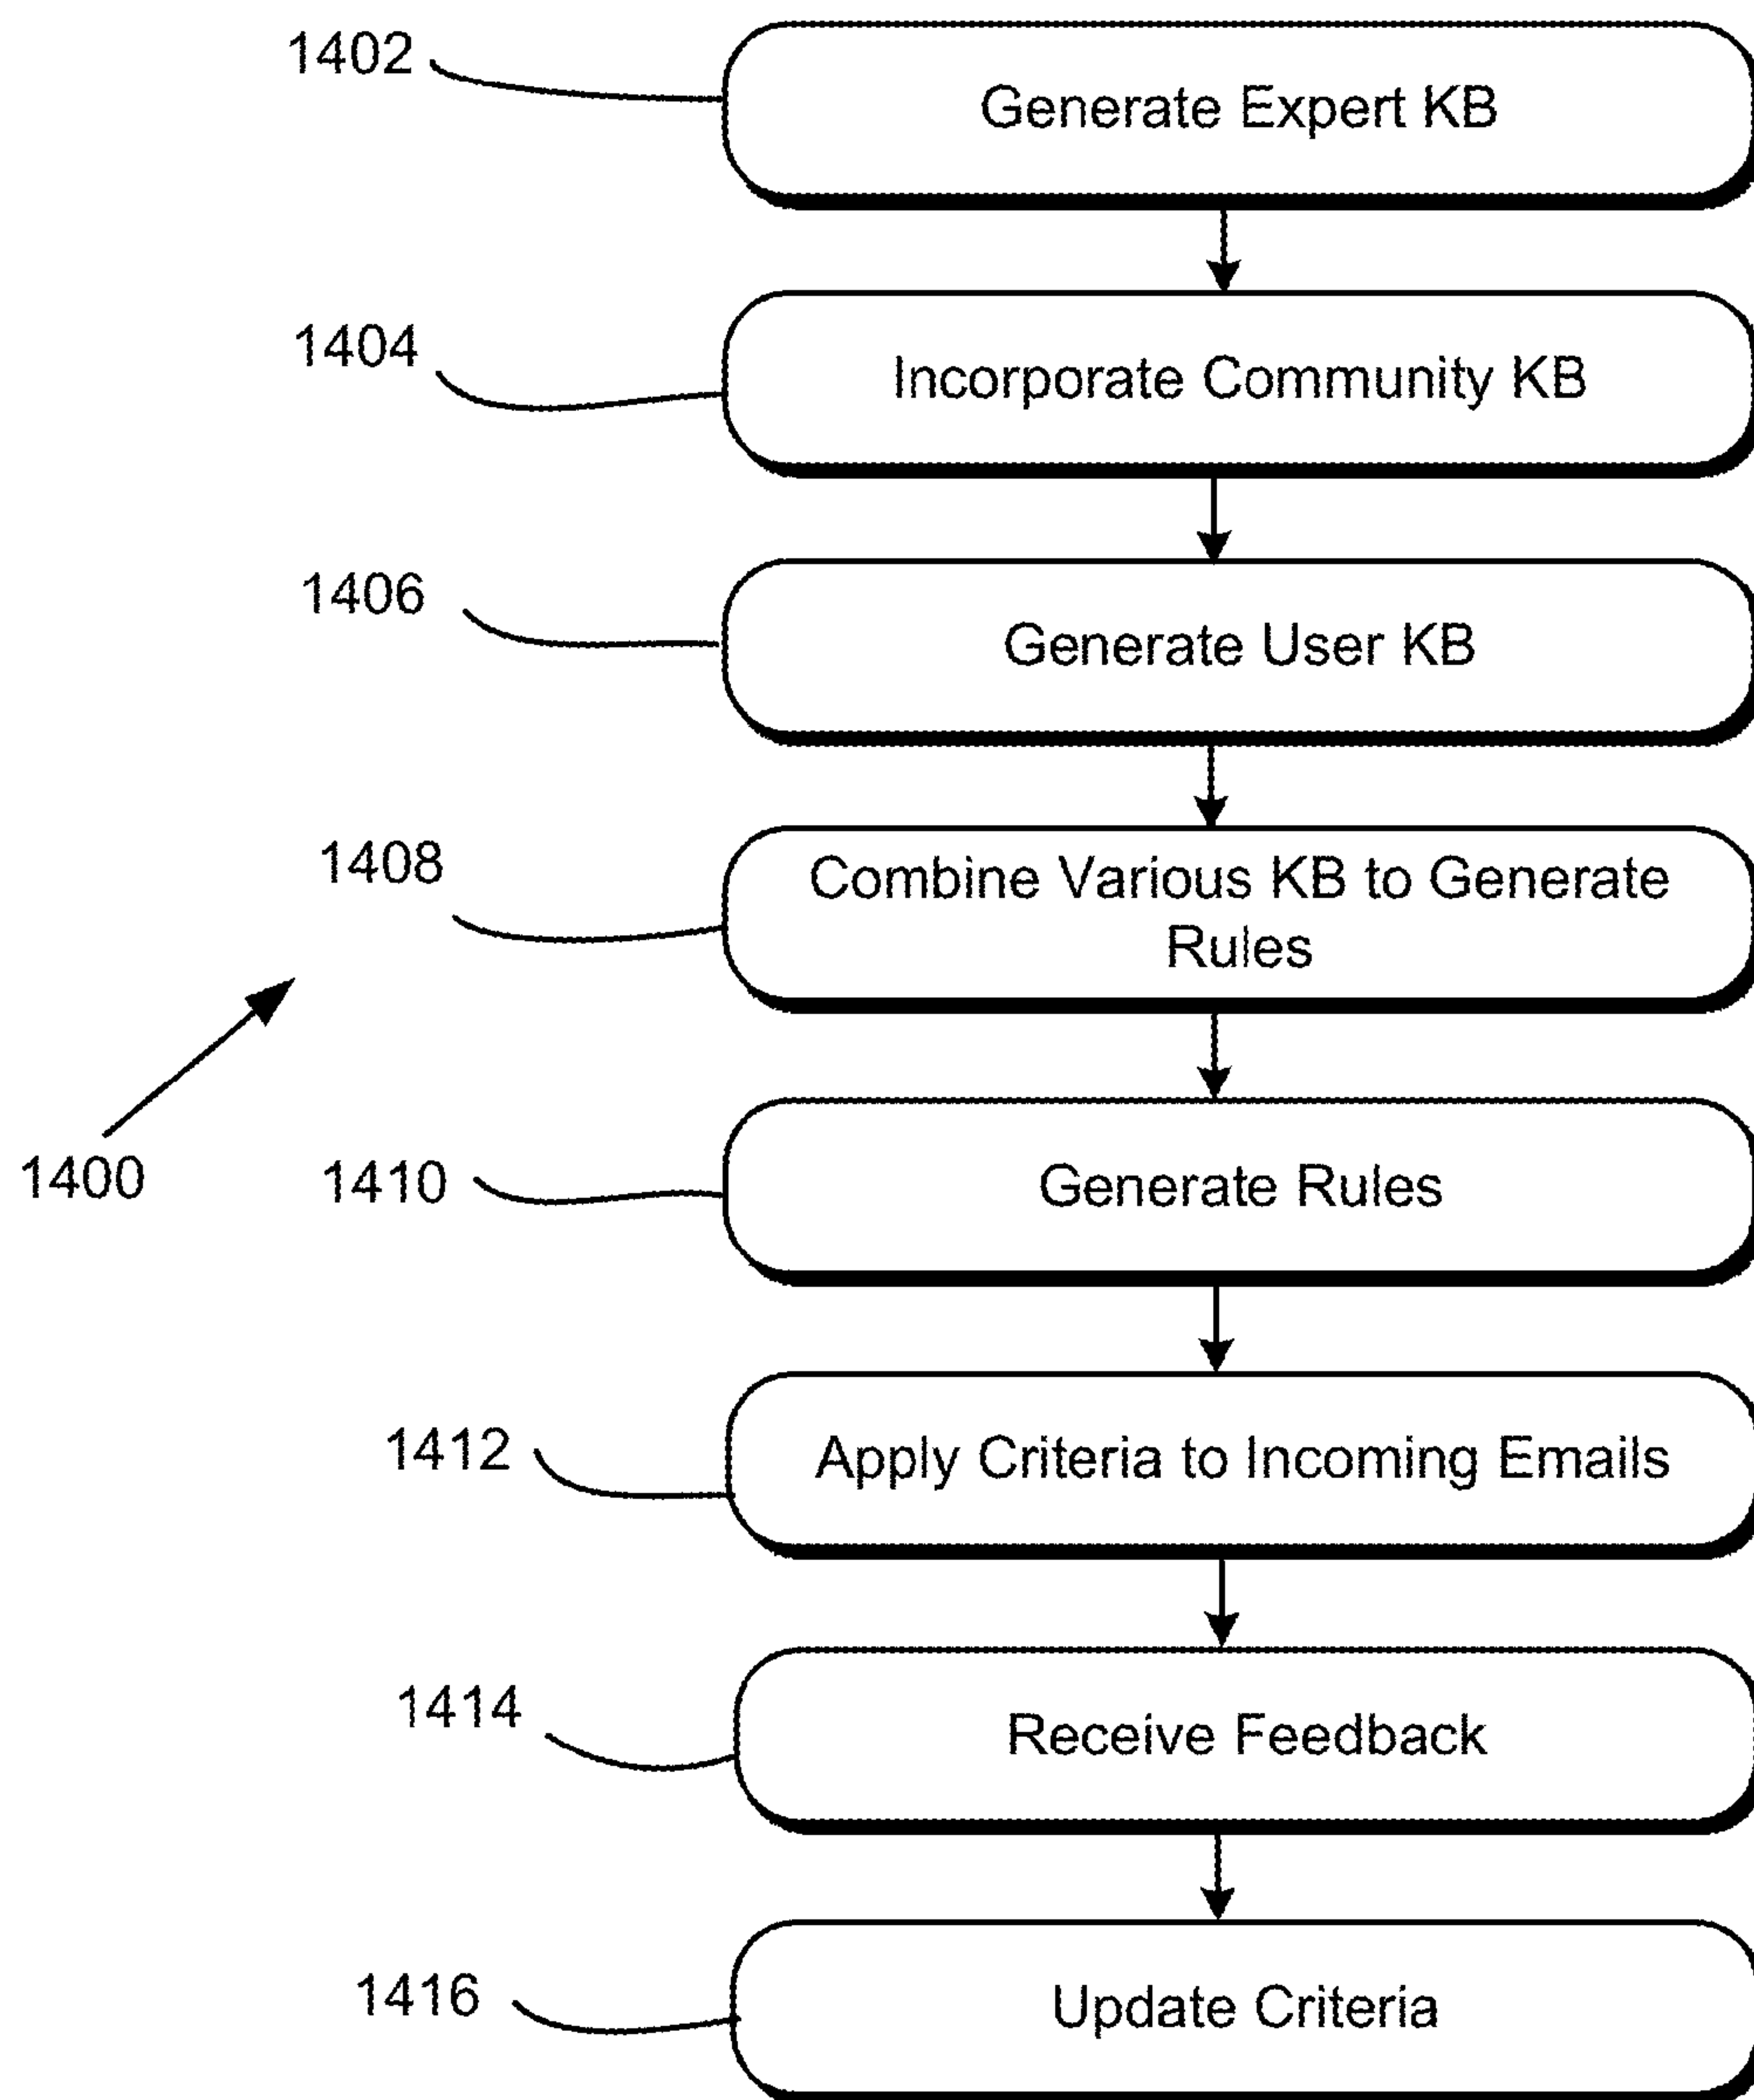 1402
Generate Expert KB
1404
Incorporate Community KB
1406
Generate User KB
1408
Combine Various KB to Generate
Rules
1400
1410
Generate Rules
1412
Apply Criteria to Incoming Emails
1414
Receive Feedback
1416
Update Criteria